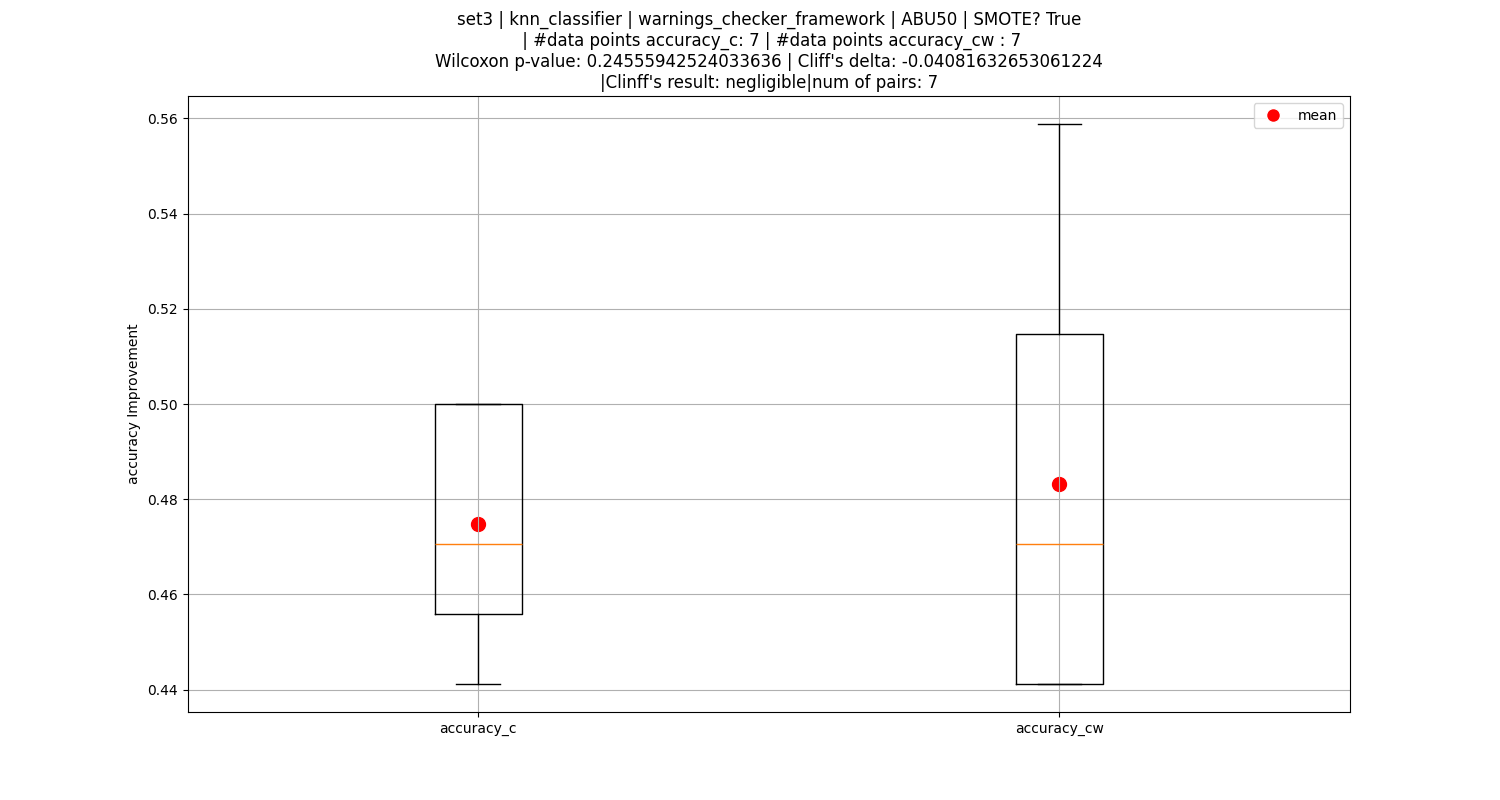 set3 | knn_classifier | warnings_checker_framework | ABU50 | SMOTE? True
| #data points accuracy_c: 7 | #data points accuracy_cw : 7
Wilcoxon p-value: 0.24555942524033636 | Cliff's delta: -0.04081632653061224
|Clinff's result: negligible|num of pairs: 7
mean
accuracy Improvement
0.56
0.54
0.52
0.50
0.48
0.46
0.44
accuracy_c
accuracy_cw